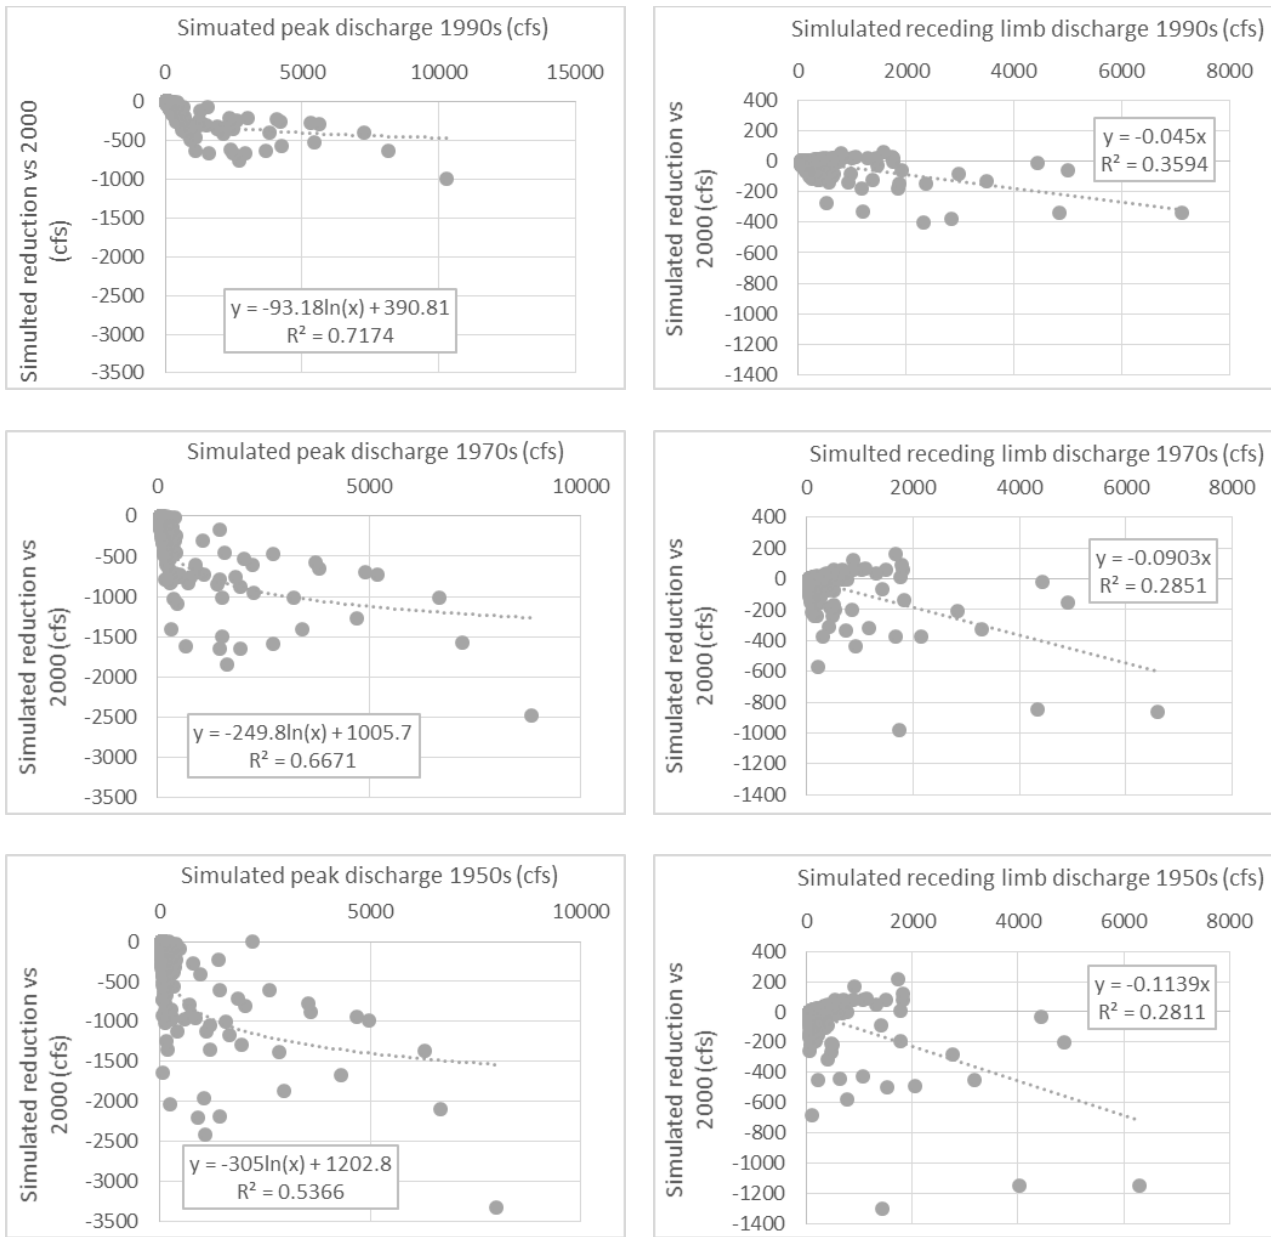 Simuated peak discharge 1990s (cfs)
0 5000 10000 15000
0
-500
-1000
-1500
-2000
-2500
-3000
-3500
Simulted reduction vs 2000
(cfs)
y = -93.18ln(x) + 390.81
R² = 0.7174
Simlulated receding limb discharge 1990s (cfs)
0 2000 4000 6000 8000
400
200
0
-200
-400
-600
-800
-1000
-1200
-1400
Simulated reduction vs
2000 (cfs)
y = -0.045x
R² = 0.3594
Simulated peak discharge 1970s (cfs)
0 5000 10000
0
-500
-1000
-1500
-2000
-2500
-3000
-3500
Simulated reduction vs
2000 (cfs)
y = -249.8ln(x) + 1005.7
R² = 0.6671
Simulted receding limb discharge 1970s (cfs)
0 2000 4000 6000 8000
400
200
0
-200
-400
-600
-800
-1000
-1200
-1400
Simulated reduction vs
2000 (cfs)
y = -0.0903x
R² = 0.2851
Simulated peak discharge 1950s (cfs)
0 5000 10000
0
-500
-1000
-1500
-2000
-2500
-3000
-3500
Simulated reduction vs
2000 (cfs)
y = -305ln(x) + 1202.8
R² = 0.5366
Simlulated receding limb discharge 1950s (cfs)
0 2000 4000 6000 8000
400
200
0
-200
-400
-600
-800
-1000
-1200
-1400
Simulated reduction vs
2000 (cfs)
y = -0.1139x
R² = 0.2811